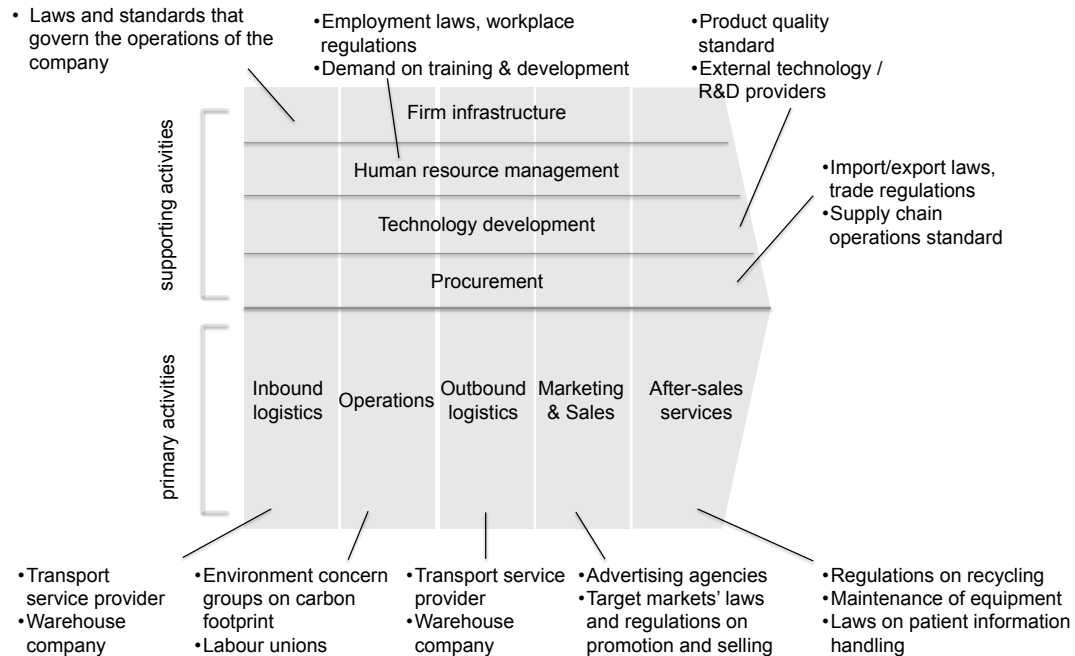 • Laws and standards that
govern the operations of the
company
•Employment laws, workplace
regulations
•Demand on training & development
•Product quality
standard
•External technology /
R&D providers
supporting activities
Firm infrastructure
Human resource management
Technology development
Procurement
•Import/export laws,
trade regulations
•Supply chain
operations standard
primary activities
Inbound
logistics
Operations
Outbound
logistics
Marketing
& Sales
After-sales
services
•Transport
service provider
•Warehouse
company
•Environment concern
groups on carbon
footprint
•Labour unions
•Transport service
provider
•Warehouse
company
•Advertising agencies
•Target markets' laws
and regulations on
promotion and selling
•Regulations on recycling
•Maintenance of equipment
•Laws on patient information
handling